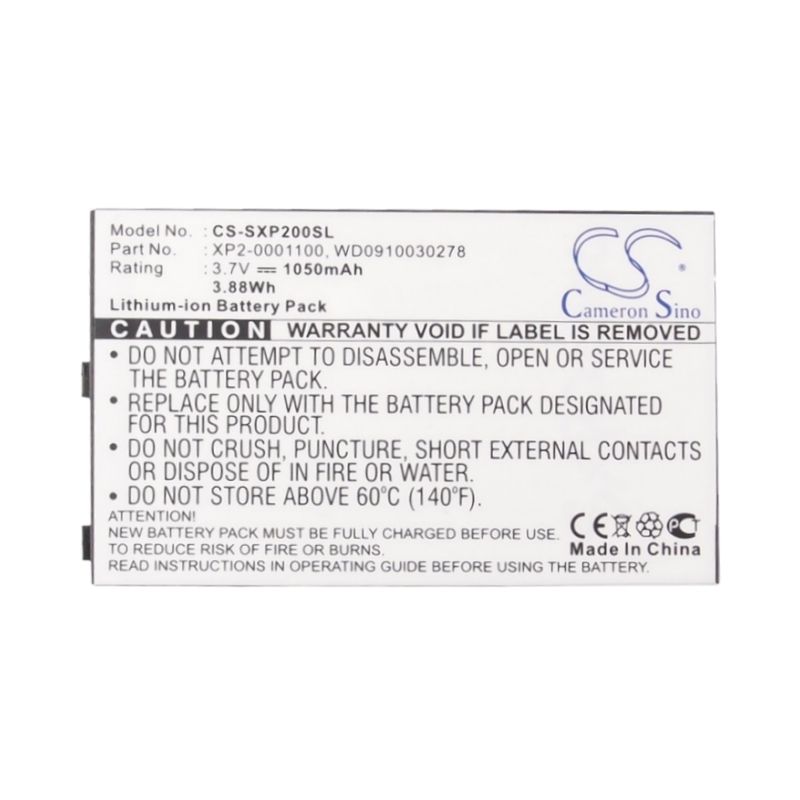 Model No. : CS-SXP200SL
Part No. : XP2-0001100, WD0910030278
Rating : 3.7V 1050mAh
3.88Wh
Lithium-ion Battery Pack
CS
Cameron Sino
CAUTION WARRANTY VOID IF LABEL IS REMOVED
• DO NOT ATTEMPT TO DISASSEMBLE, OPEN OR SERVICE
THE BATTERY PACK.
• REPLACE ONLY WITH THE BATTERY PACK DESIGNATED
FOR THIS PRODUCT.
• DO NOT CRUSH, PUNCTURE, SHORT EXTERNAL CONTACTS
OR DISPOSE OF IN FIRE OR WATER.
• DO NOT STORE ABOVE 60°C (140°F).
ATTENTION!
NEW BATTERY PACK MUST BE FULLY CHARGED BEFORE USE.
TO REDUCE RISK OF FIRE OR BURNS.
READ INSTRUCTIONS IN OPERATING GUIDE BEFORE USING THE BATTERY.
CE PCT
Made In China